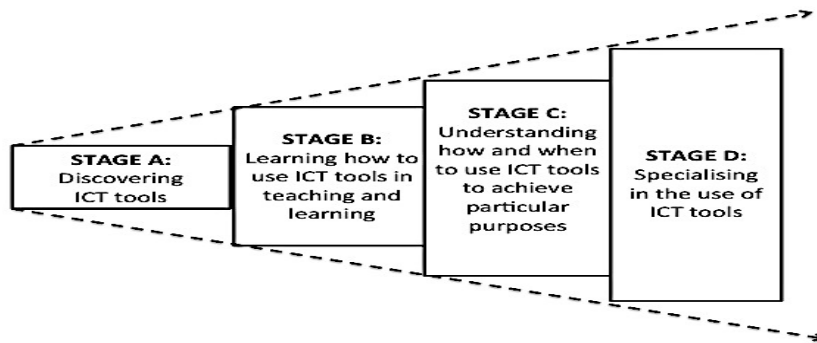 STAGE A:
Discovering
ICT tools
STAGE B:
Learning how to
use ICT tools in
teaching and
learning
STAGE C:
Understanding
how and when
to use ICT tools
to achieve
particular
purposes
STAGE D:
Specialising
in the use of
ICT tools